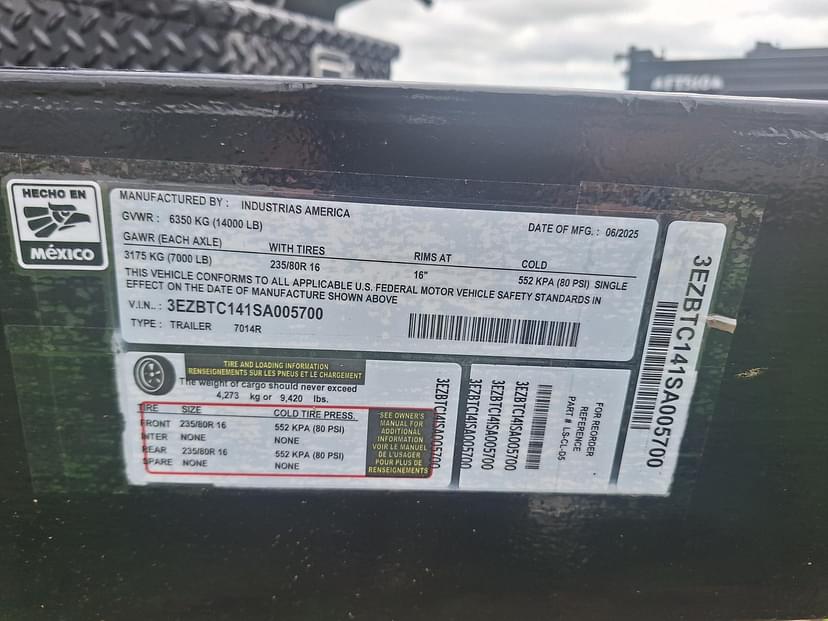 HECHO EN
MÉXICO
MANUFACTURED BY : INDUSTRIAS AMERICA
GVWR : 6350 KG (14000 LB) DATE OF MFG. : 06/2025
GAWR (EACH AXLE) WITH TIRES RIMS AT COLD
3175 KG (7000 LB) 235/80R 16 16" 552 KPA (80 PSI) SINGLE
THIS VEHICLE CONFORMS TO ALL APPLICABLE U.S. FEDERAL MOTOR VEHICLE SAFETY STANDARDS IN
EFFECT ON THE DATE OF MANUFACTURE SHOWN ABOVE
V.I.N.. : 3EZBTC141SA005700
TYPE : TRAILER 7014R
3EZBTC141SA005700
TIRE AND LOADING INFORMATION
RENSEIGNEMENTS SUR LES PNEUS ET LE CHARGEMENT
The weight of cargo should never exceed
4,273 kg or 9,420 lbs.
TIRE SIZE COLD TIRE PRESS.
FRONT 235/80R 16 552 KPA (80 PSI)
INTER NONE NONE
REAR 235/80R 16 552 KPA (80 PSI)
SPARE NONE NONE
SEE OWNER'S
MANUAL FOR
ADDITIONAL
INFORMATION
VOIR LE MANUEL
DE L'USAGER
POUR PLUS DE
RENSEIGNEMENTS
3EZBTC141SA005700
3EZBTC141SA005700
3EZBTC141SA005700
3EZBTC141SA005700
FOR REORDER
REFERENCE
PART # LS-CL-D5